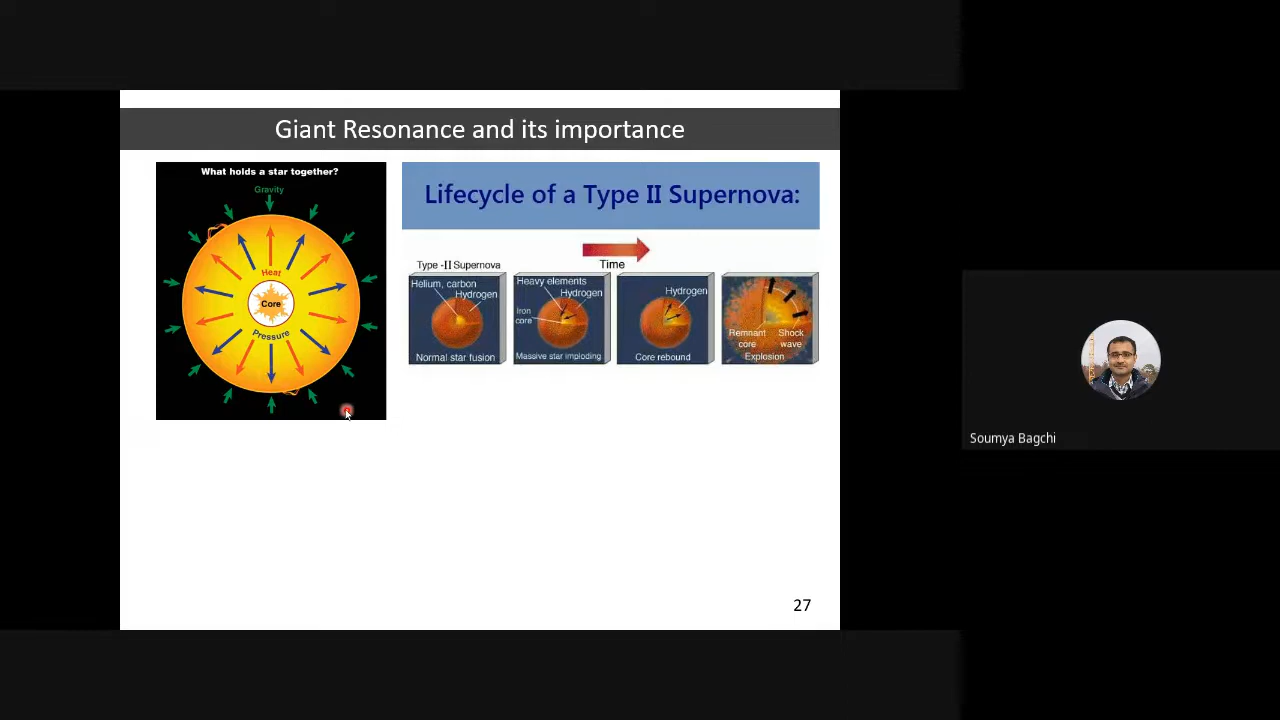 Giant Resonance and its importance
What holds a star together?
Gravity
Heat
Core
Pressure
Lifecycle of a Type II Supernova:
Time
Type -II Supernova
Helium, carbon
Hydrogen
Normal star fusion
Heavy elements
Hydrogen
Iron
core
Massive star imploding
Hydrogen
Core rebound
Remnant
core
Shock
wave
Explosion
27
Soumya Bagchi